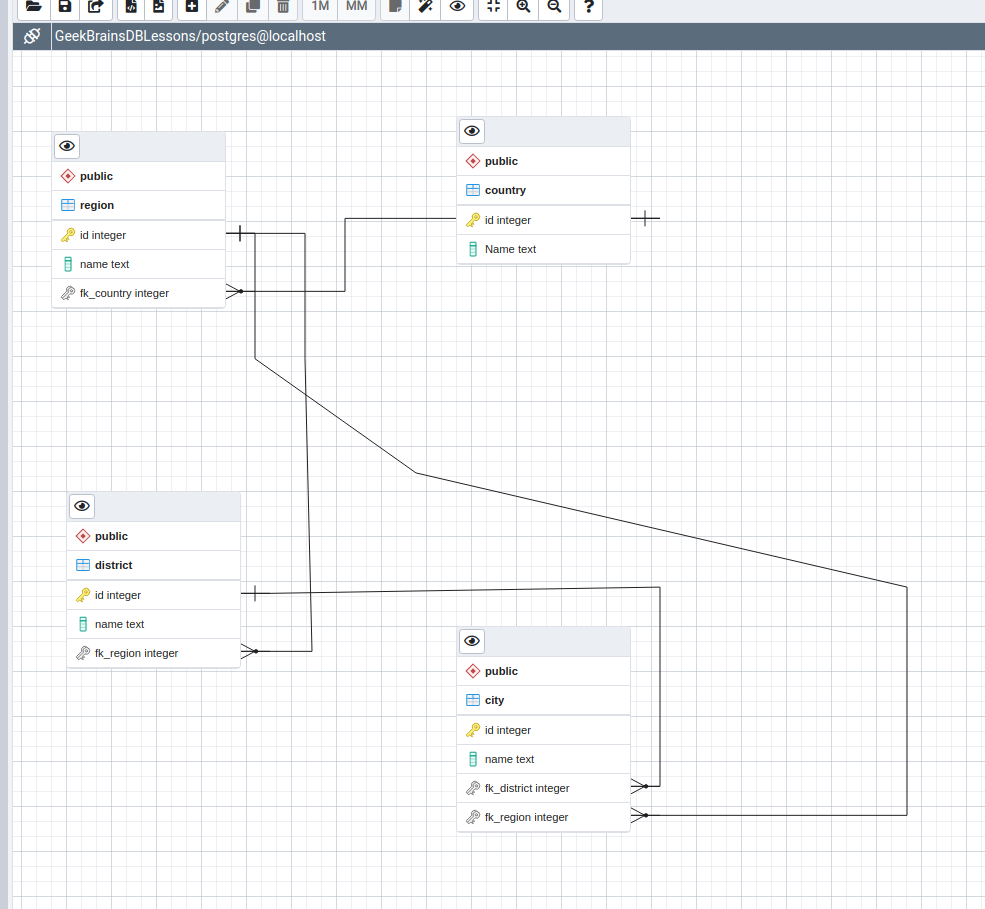 1M MM ?
GeekBrainsDBLessons/postgres@localhost
public
region
id integer
name text
fk_country integer
public
country
id integer
Name text
public
district
id integer
name text
fk_region integer
public
city
id integer
name text
fk_district integer
fk_region integer